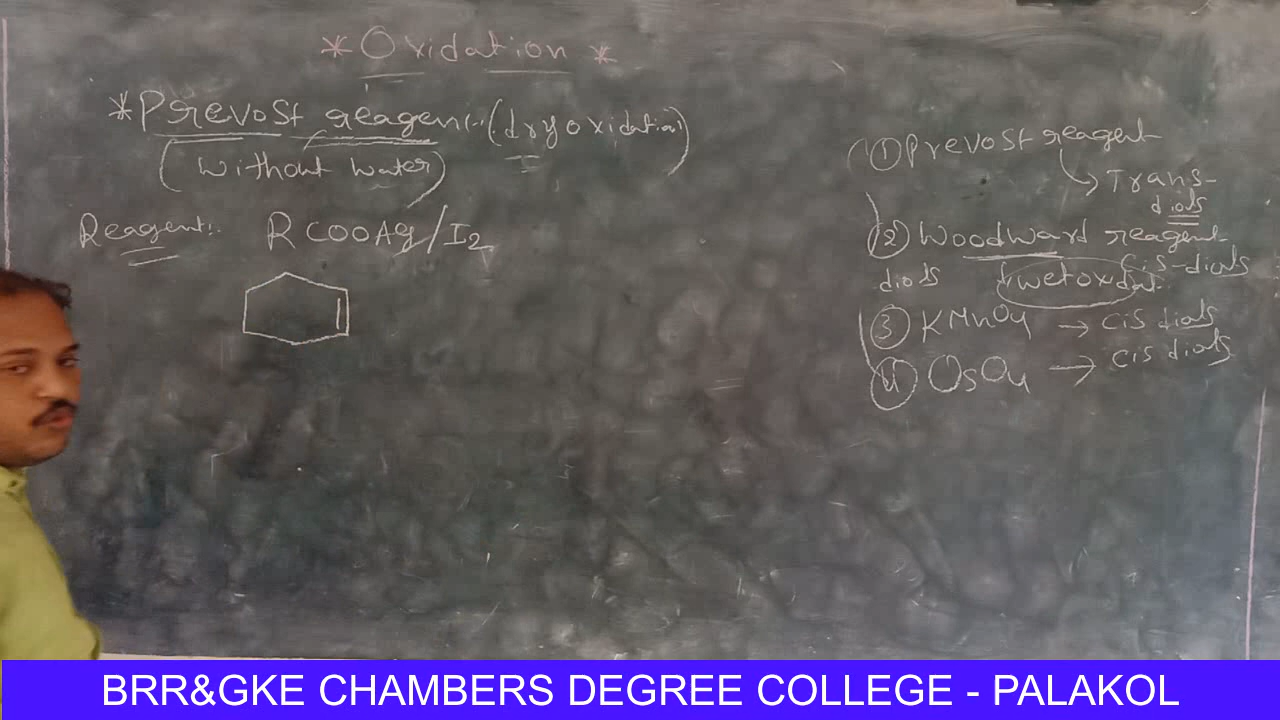 * Oxidation *
* Prevost reagent (dry oxidation)
(without water)
Reagent:. RCOOAg/I2
① Prevost reagent
↳ Trans-
diols
② Woodward reagent
cis-diols
diols (wet oxidat.
③ KMnO4 → cis diols
④ OsO4 → cis diols
BRR&GKE CHAMBERS DEGREE COLLEGE - PALAKOL